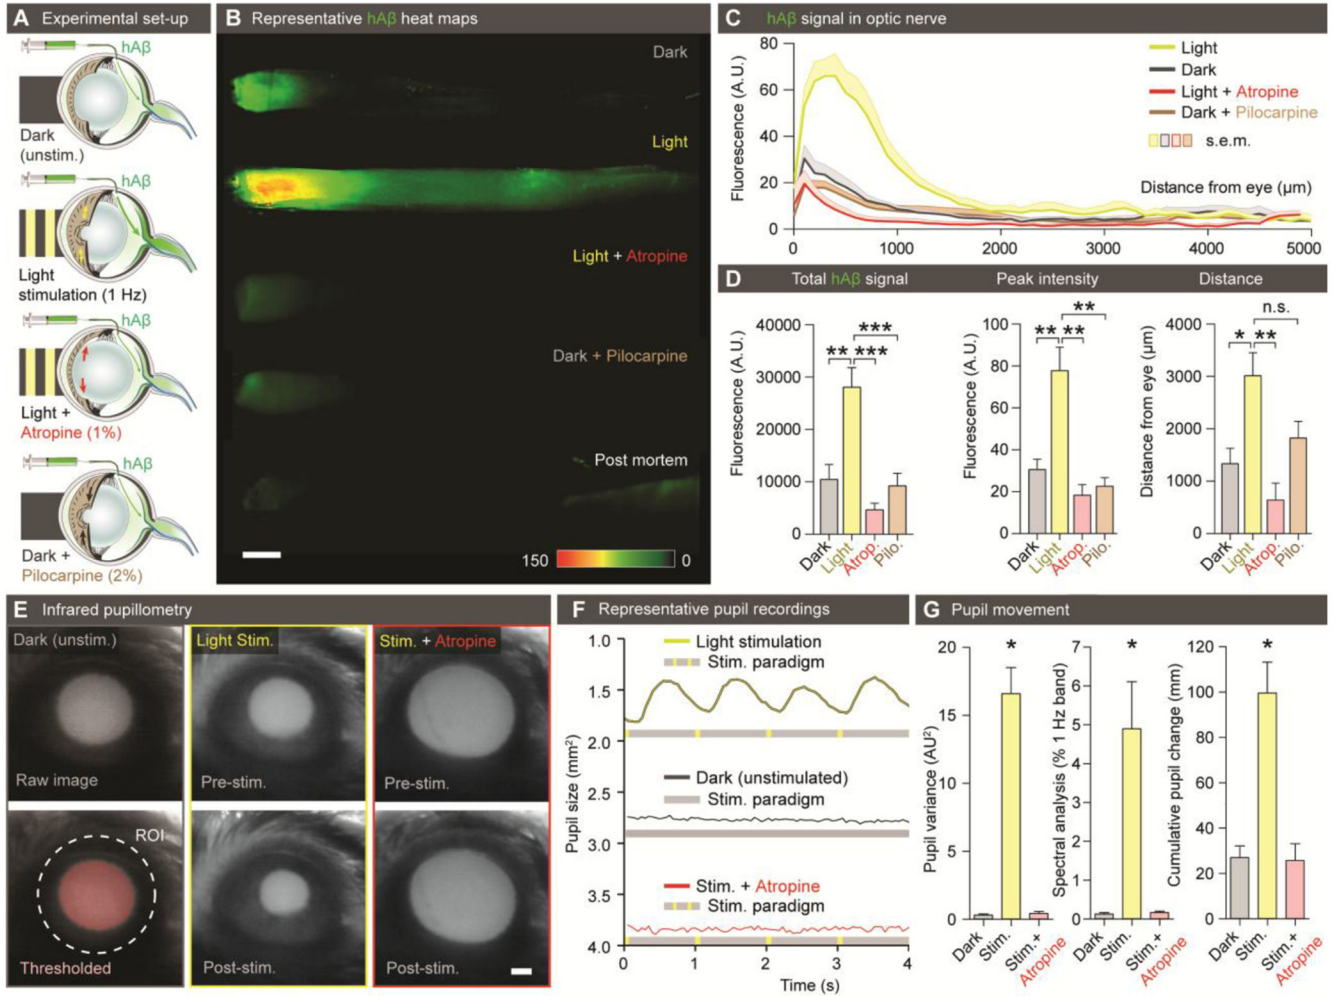 A Experimental set-up
hAβ
Dark
(unstim.)
hAβ
Light
stimulation (1 Hz)
hAβ
Light +
Atropine (1%)
hAβ
Dark +
Pilocarpine (2%)
B Representative hAβ heat maps
Dark
Light
Light + Atropine
Dark + Pilocarpine
Post mortem
150 0
C hAβ signal in optic nerve
Fluorescence (A.U.)
80
60
40
20
0
Light
Dark
Light + Atropine
Dark + Pilocarpine
s.e.m.
Distance from eye (μm)
0 1000 2000 3000 4000 5000
D Total hAβ signal Peak intensity Distance
Fluorescence (A.U.)
40000
30000
20000
10000
0
*** 
** ***
Dark Light Atrop. Pilo.
Fluorescence (A.U.)
100
80
60
40
20
0
**
** **
Dark Light Atrop. Pilo.
Distance from eye (μm)
4000
3000
2000
1000
0
n.s.
* **
Dark Light Atrop. Pilo.
E Infrared pupillometry
Dark (unstim.)
Raw image
ROI
Thresholded
Light Stim.
Pre-stim.
Post-stim.
Stim. + Atropine
Pre-stim.
Post-stim.
F Representative pupil recordings
Pupil size (mm²)
1.0
1.5
2.0
2.5
3.0
3.5
4.0
Light stimulation
Stim. paradigm
Dark (unstimulated)
Stim. paradigm
Stim. + Atropine
Stim. paradigm
0 1 2 3 4
Time (s)
G Pupil movement
Pupil variance (AU²)
20
15
10
5
0
*
Dark Stim. Stim.+
Atropine
Spectral analysis (% 1 Hz band)
7
6
5
4
3
2
1
0
*
Dark Stim. Stim.+
Atropine
Cumulative pupil change (mm)
120
100
80
60
40
20
0
*
Dark Stim. Stim.+
Atropine